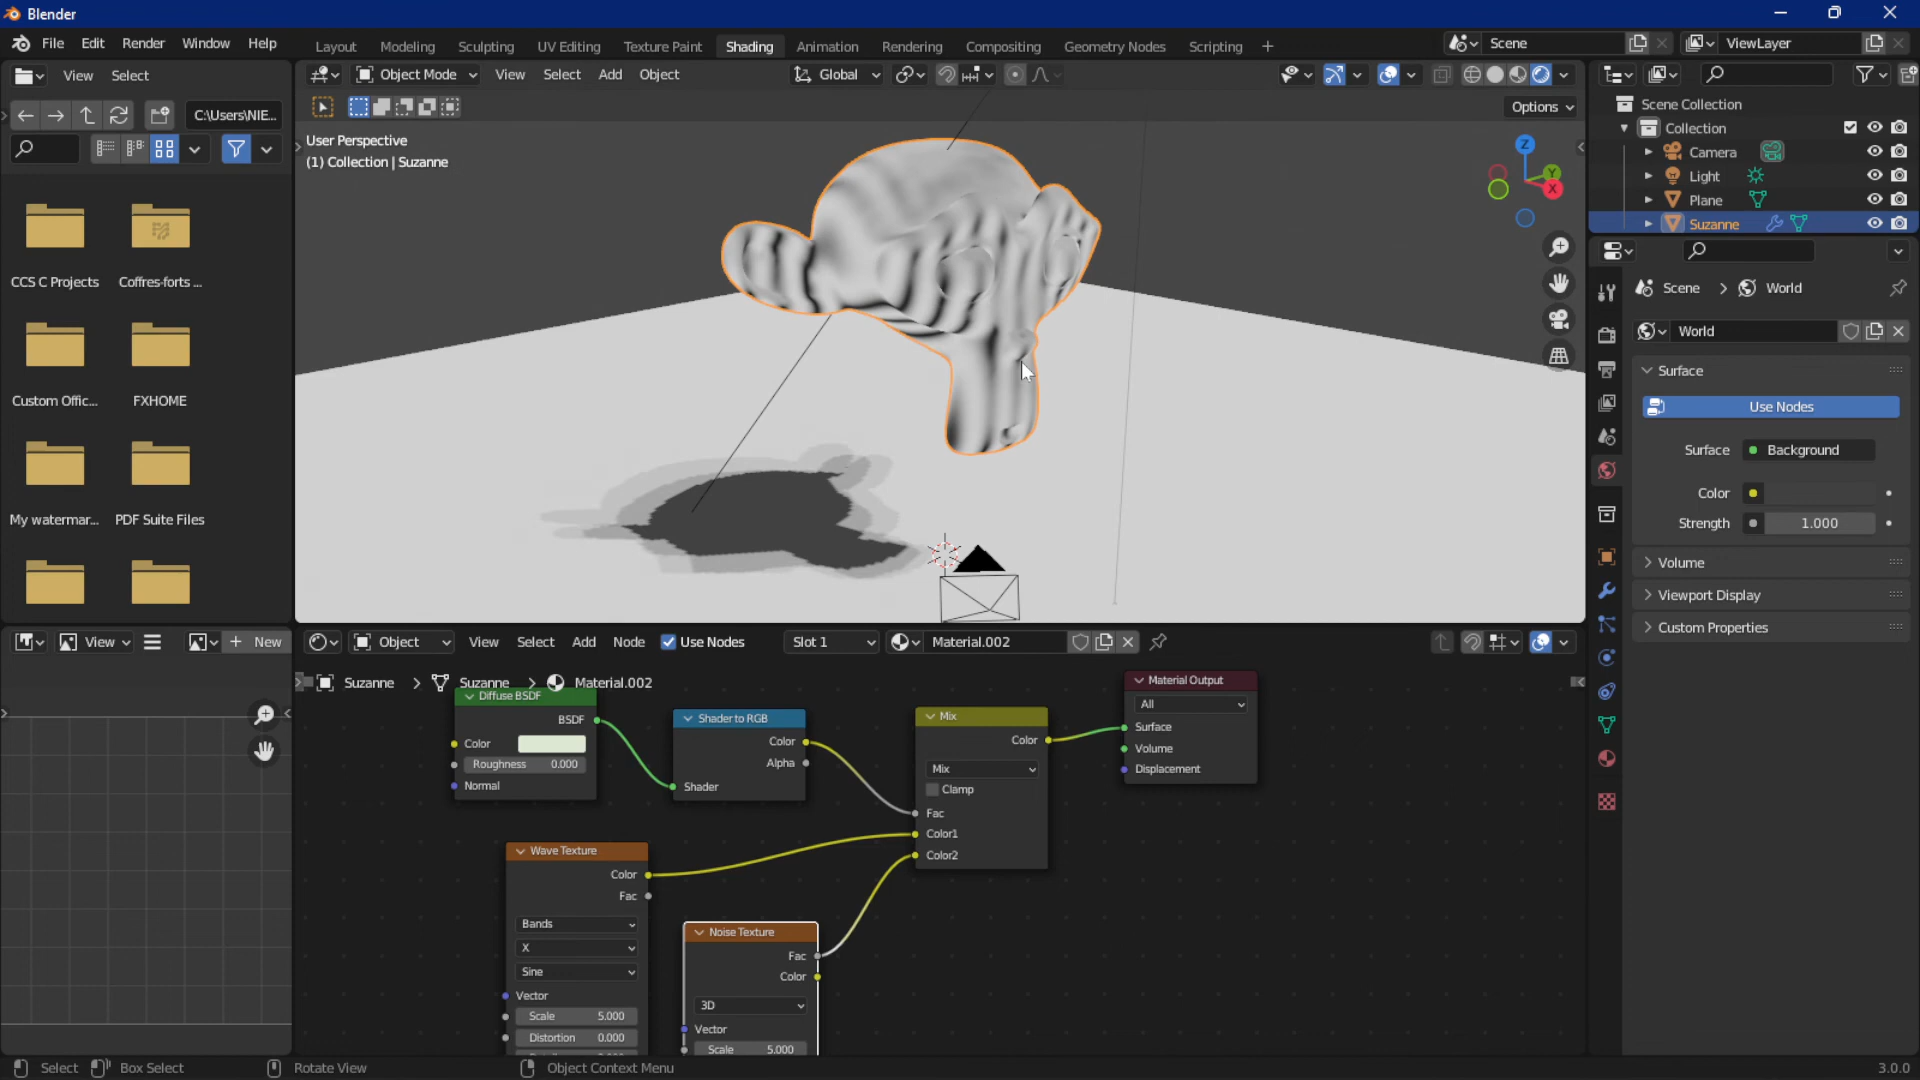 Blender
File Edit Render Window Help
Layout Modeling Sculpting UV Editing Texture Paint Shading Animation Rendering Compositing Geometry Nodes Scripting +
Scene
ViewLayer
View Select
Object Mode View Select Add Object
Global
C:\Users\NIE...
Options
User Perspective
(1) Collection | Suzanne
Z
Y
X
Scene Collection
Collection
Camera
Light
Plane
Suzanne
CCS C Projects Coffres-forts ...
Custom Offic... FXHOME
My watermar... PDF Suite Files
Scene > World
World
Surface
Use Nodes
Surface Background
Color
Strength 1.000
Volume
Viewport Display
Custom Properties
View
+ New
Object View Select Add Node Use Nodes Slot 1 Material.002
Suzanne > Suzanne > Material.002
Diffuse BSDF
BSDF
Color
Roughness 0.000
Normal
Shader to RGB
Color
Alpha
Shader
Mix
Color
Mix
Clamp
Fac
Color1
Color2
Material Output
All
Surface
Volume
Displacement
Wave Texture
Color
Fac
Bands
X
Sine
Vector
Scale 5.000
Distortion 0.000
Noise Texture
Fac
Color
3D
Vector
Scale 5.000
Select Box Select Rotate View Object Context Menu
3.0.0